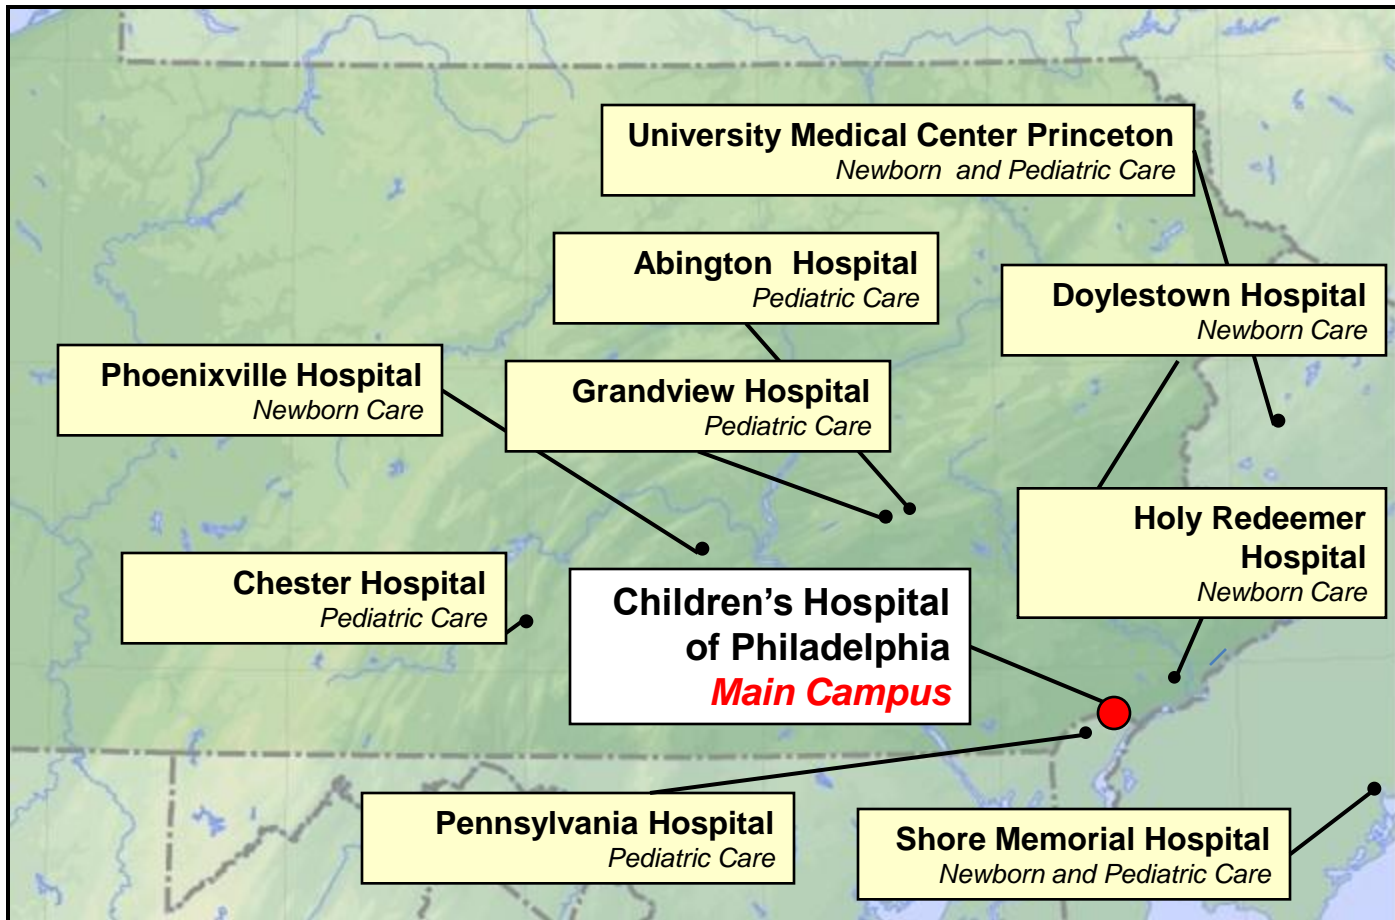 University Medical Center Princeton
Newborn and Pediatric Care
Abington Hospital
Pediatric Care
Doylestown Hospital
Newborn Care
Phoenixville Hospital
Newborn Care
Grandview Hospital
Pediatric Care
Holy Redeemer
Hospital
Newborn Care
Chester Hospital
Pediatric Care
Children’s Hospital
of Philadelphia
Main Campus
Pennsylvania Hospital
Pediatric Care
Shore Memorial Hospital
Newborn and Pediatric Care